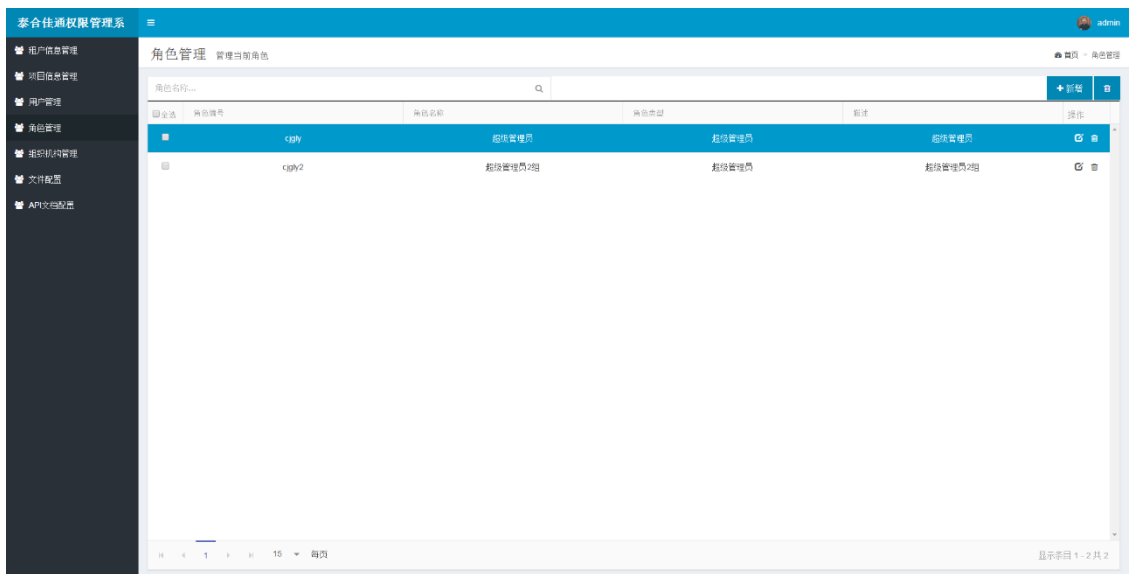 泰合佳通权限管理系
admin
租户信息管理
项目信息管理
用户管理
角色管理
组织机构管理
文件配置
API文档配置
角色管理 管理当前角色
首页 > 角色管理
角色名称...
+新增
全选 角色编号 角色名称 角色类型 描述 操作
cjgly 超级管理员 超级管理员 超级管理员
cjgly2 超级管理员2组 超级管理员 超级管理员2组
1 15 每页
显示条目 1 - 2 共 2